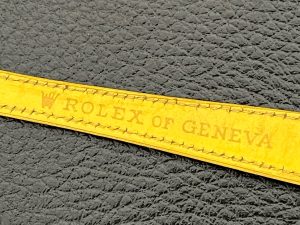 ROLEX OF GENEVA